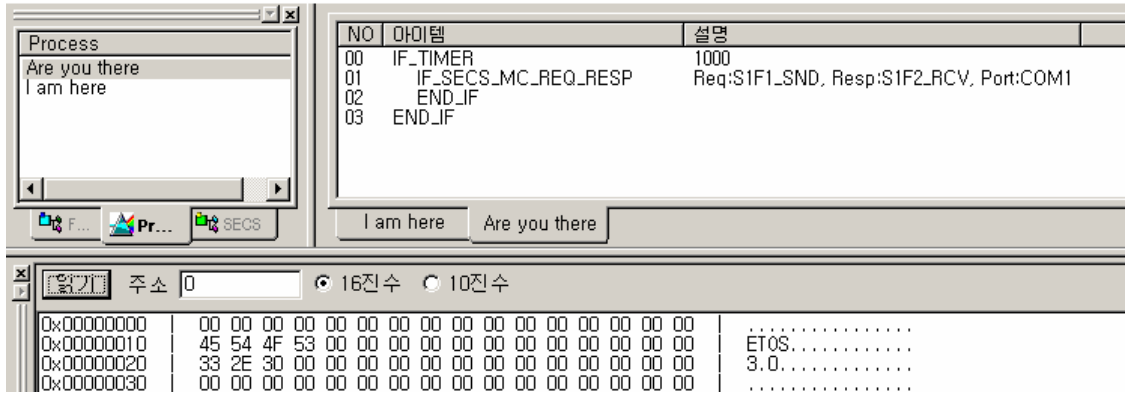 Process
Are you there
I am here
F... Pr... SECS
NO 아이템 설명
00 IF_TIMER 1000
01 IF_SECS_MC_REQ_RESP Req:S1F1_SND, Resp:S1F2_RCV, Port:COM1
02 END_IF
03 END_IF
I am here Are you there
읽기 주소 0 16진수 10진수
0x00000000 | 00 00 00 00 00 00 00 00 00 00 00 00 00 00 00 00 | ................
0x00000010 | 45 54 4F 53 00 00 00 00 00 00 00 00 00 00 00 00 | ETOS............
0x00000020 | 33 2E 30 00 00 00 00 00 00 00 00 00 00 00 00 00 | 3.0.............
0x00000030 | 00 00 00 00 00 00 00 00 00 00 00 00 00 00 00 00 | ................